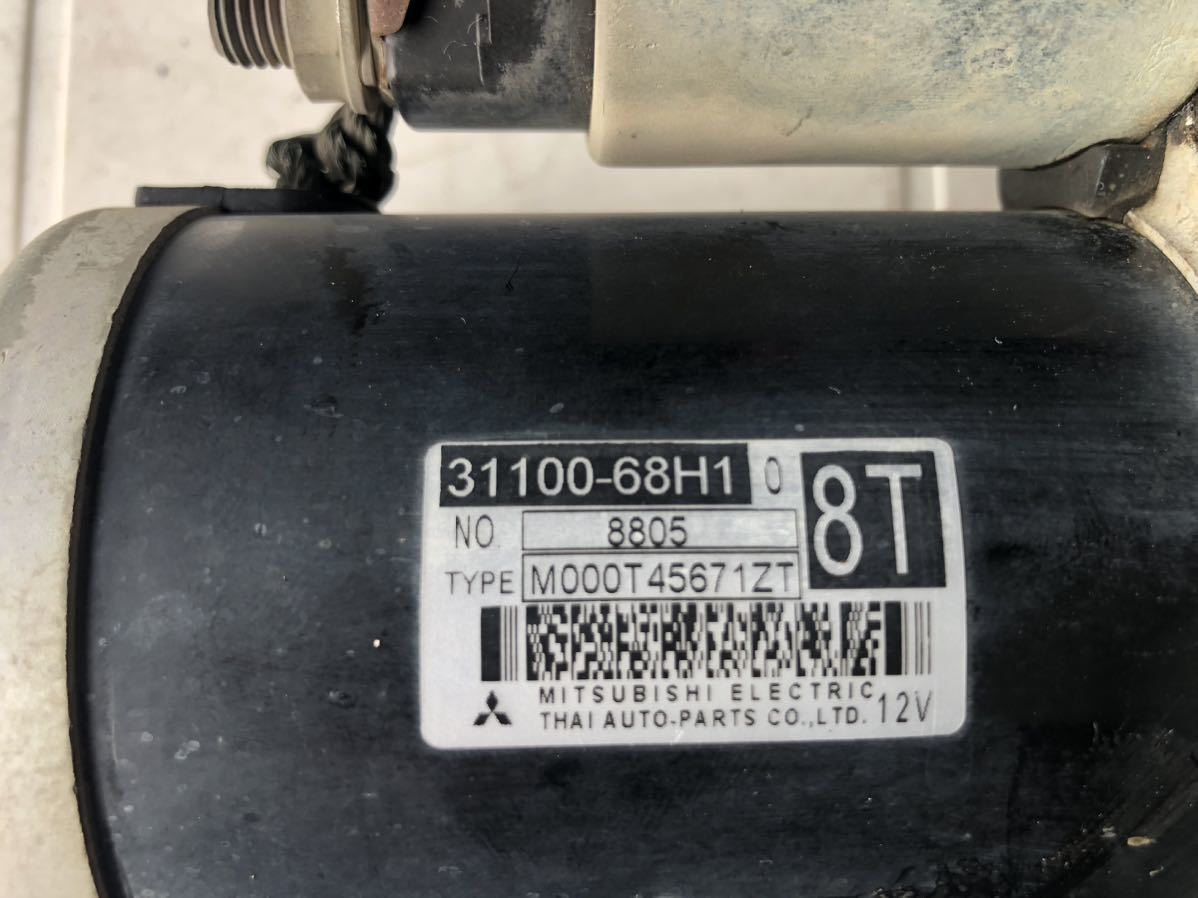 31100-68H1 0
8T
NO. 8805
TYPE M000T45671ZT
MITSUBISHI ELECTRIC
THAI AUTO-PARTS CO.,LTD. 12V